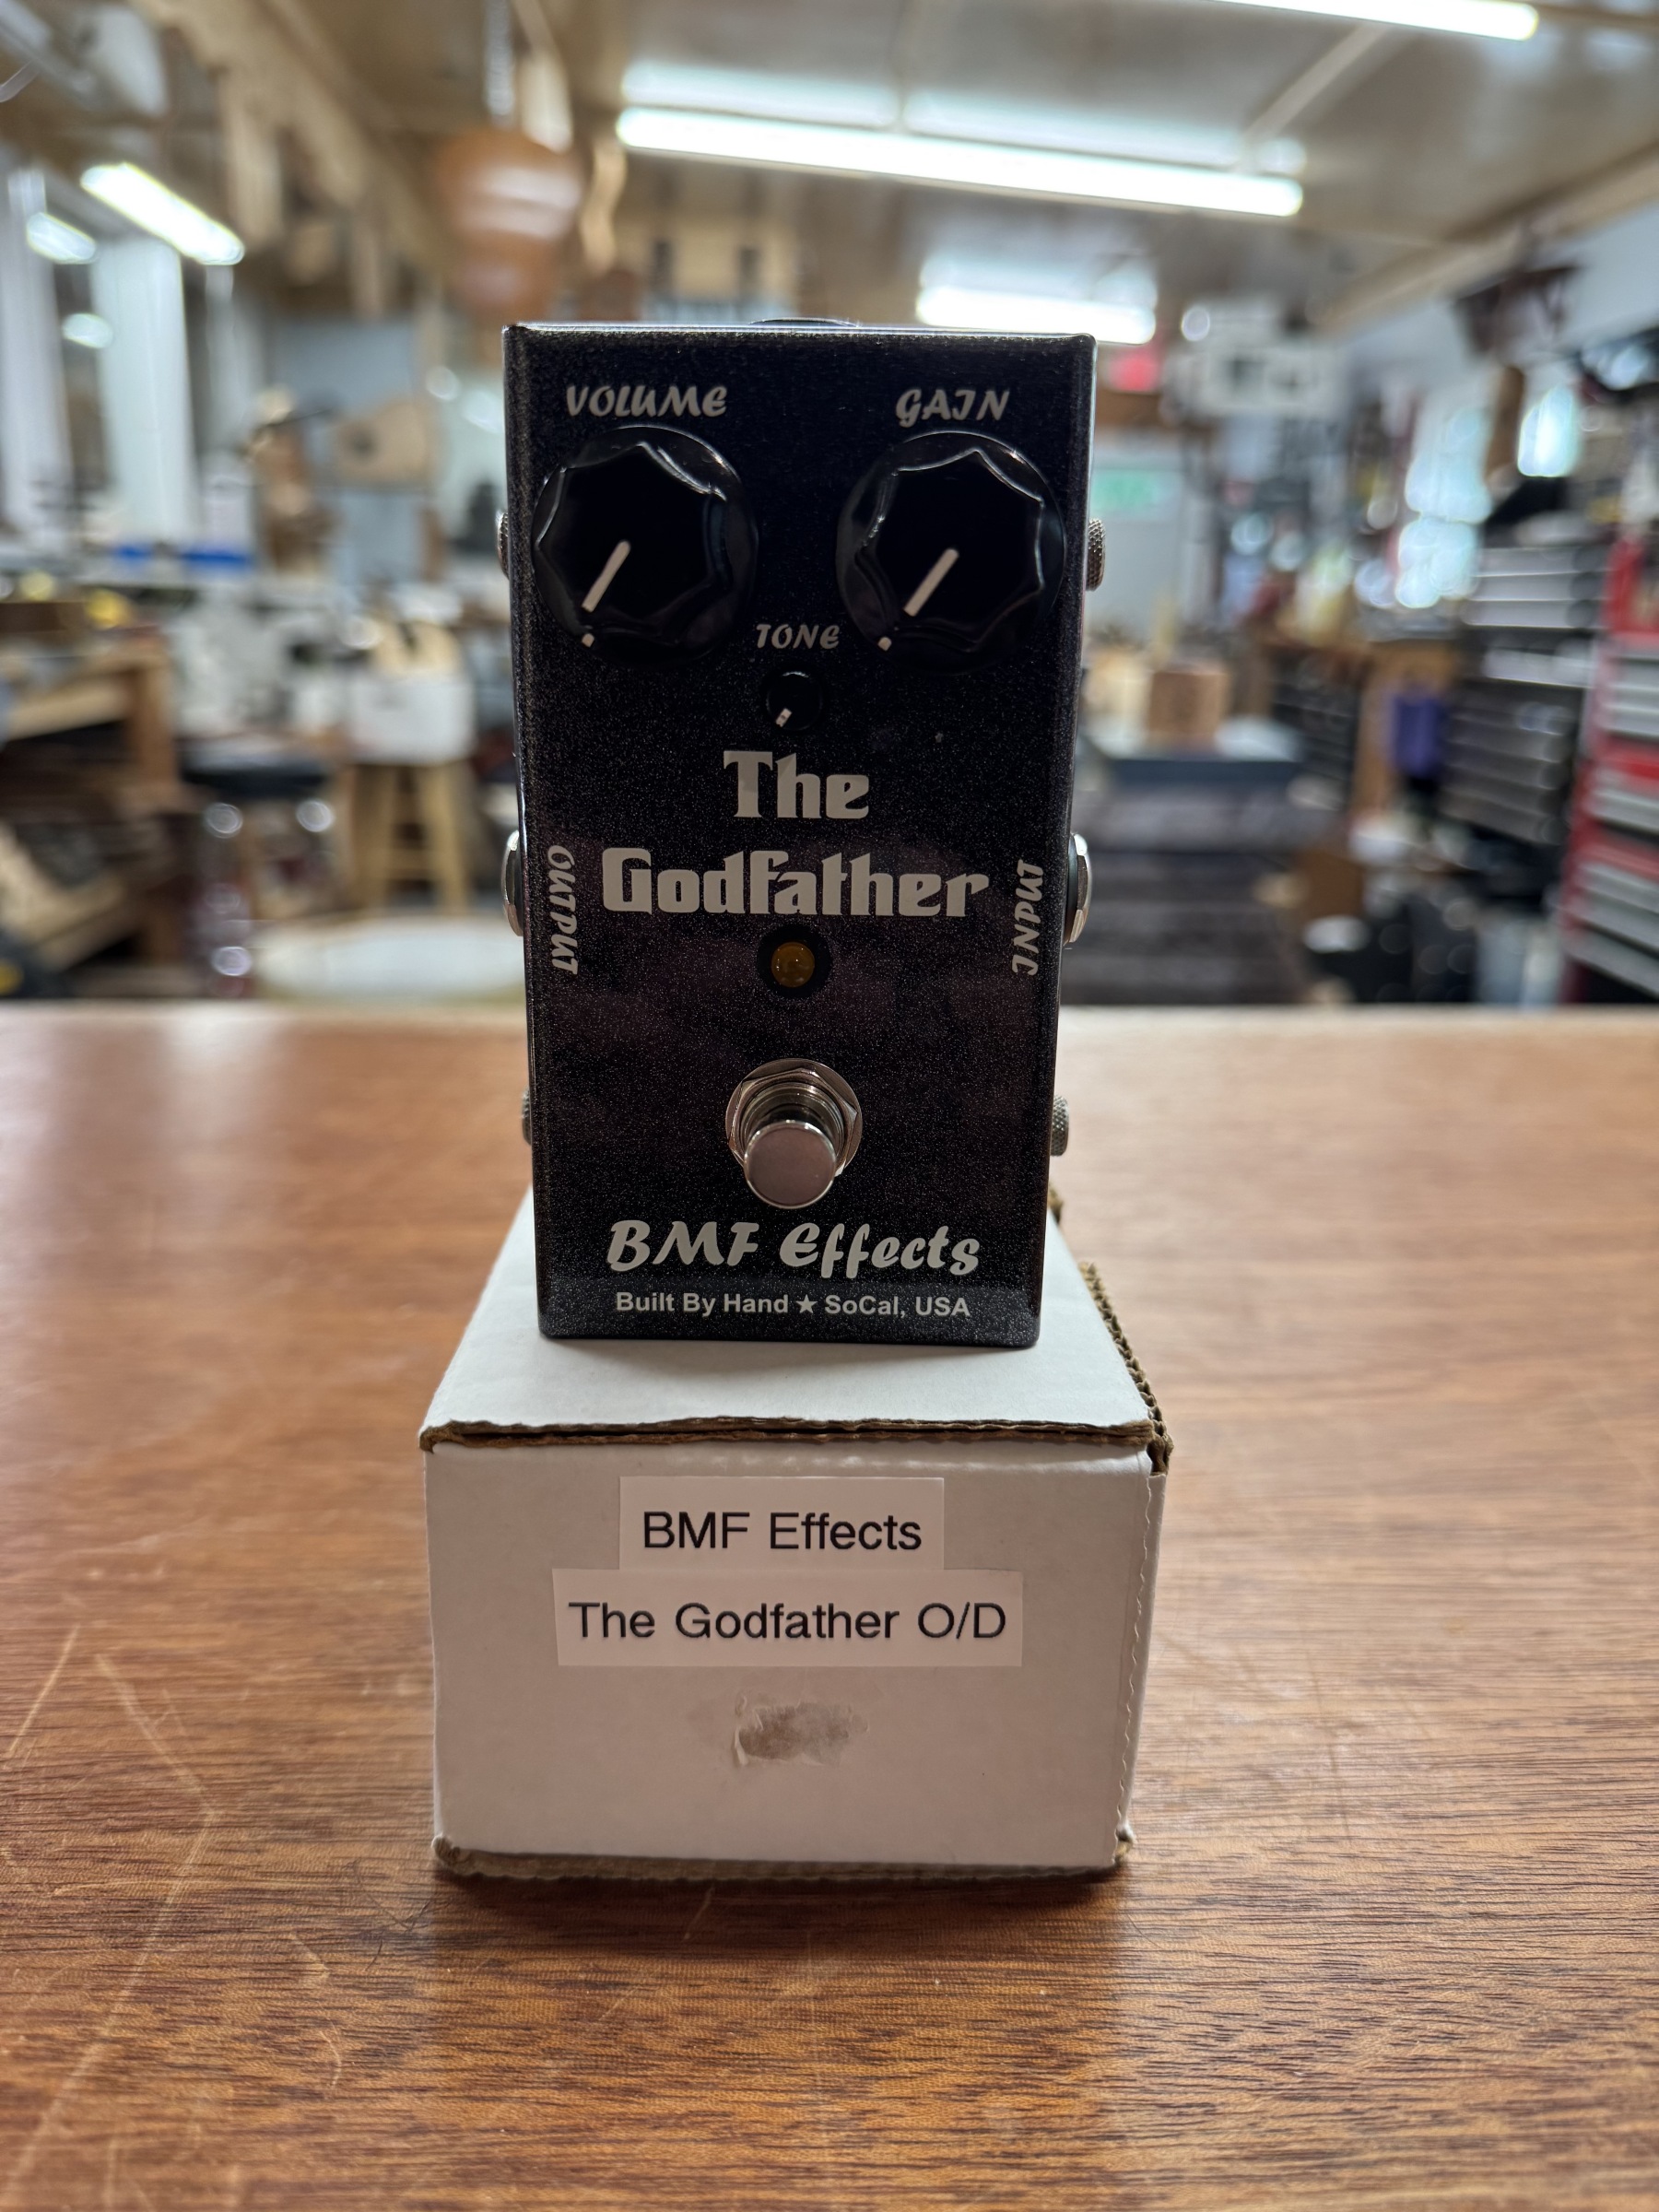 VOLUME GAIN
TONE
The
Godfather
OUTPUT
INPUT
BMF Effects
Built By Hand ★ SoCal, USA
BMF Effects
The Godfather O/D